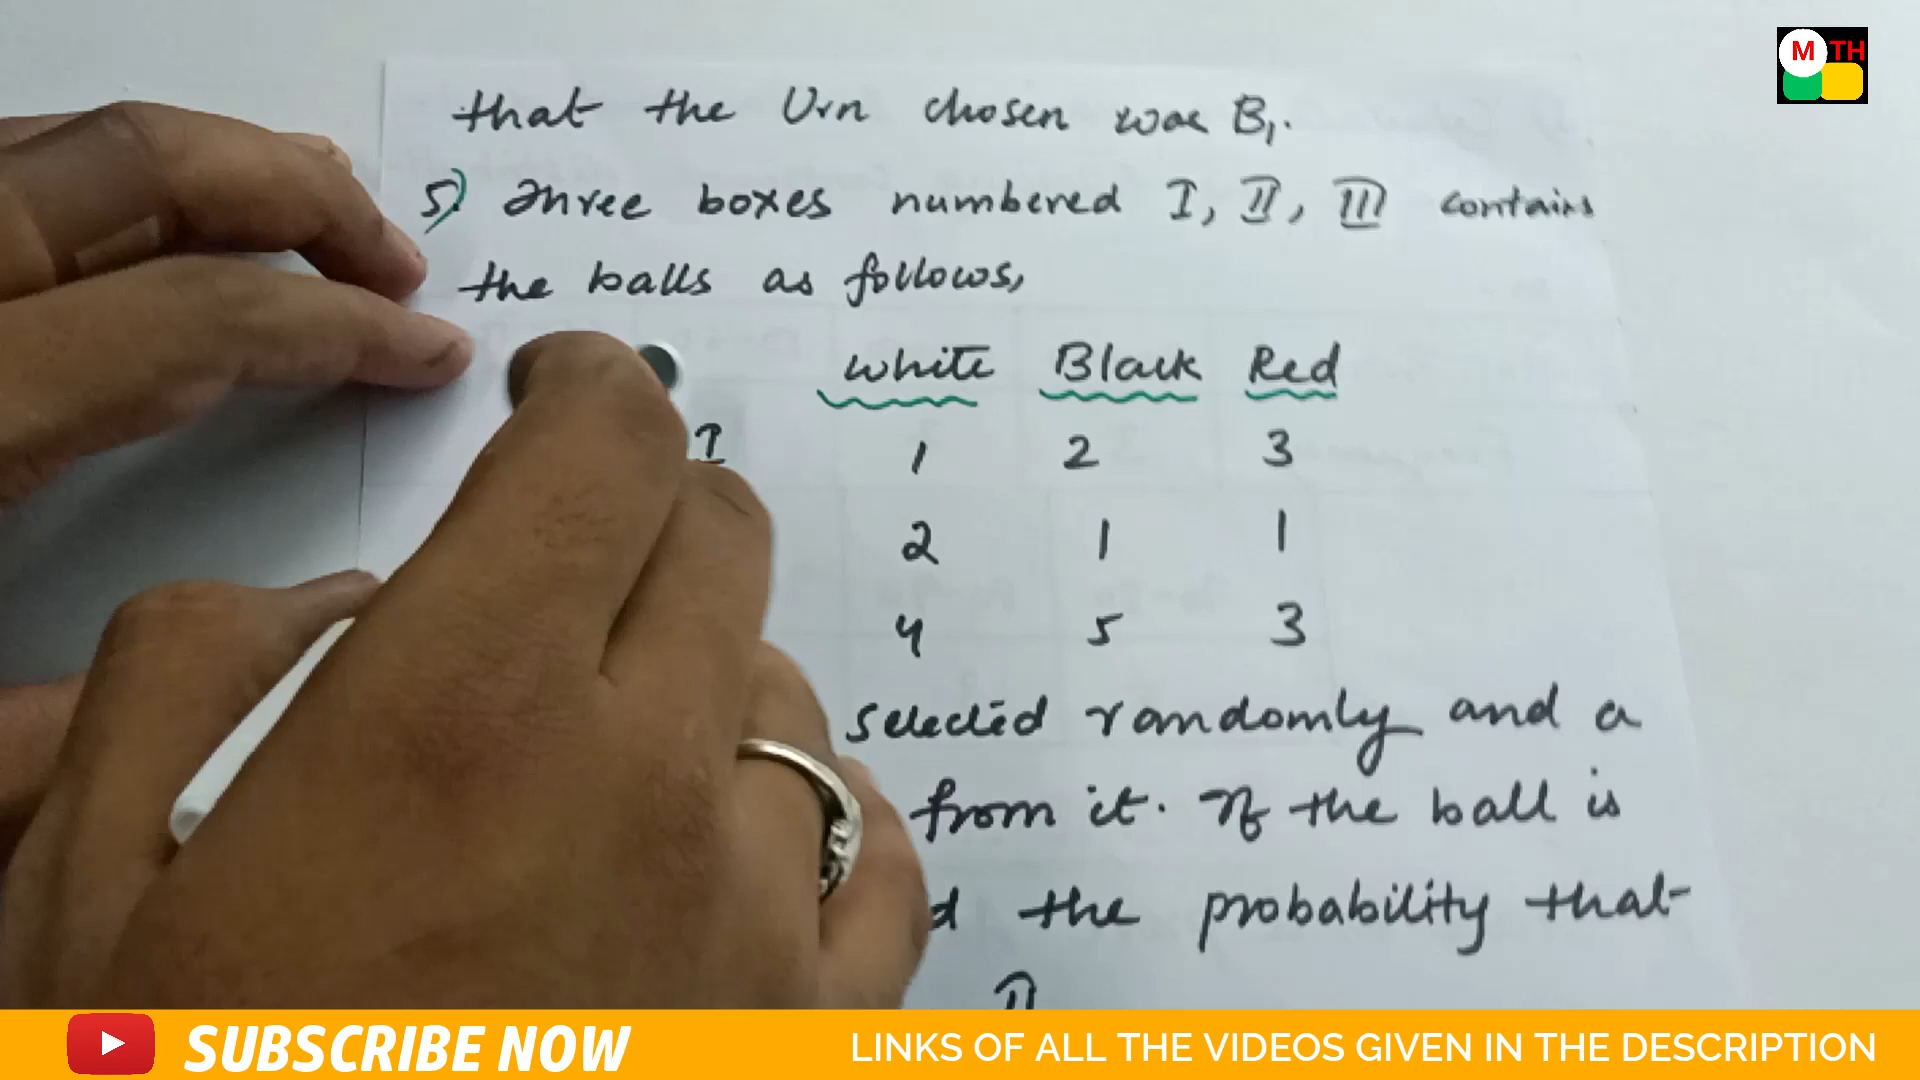 M TH
that the Urn chosen was B₁.
5) Three boxes numbered I, II, III contains
the balls as follows,
White Black Red
I 1 2 3
2 1 1
4 5 3
selected randomly and a
from it. If the ball is
the probability that
II
SUBSCRIBE NOW
LINKS OF ALL THE VIDEOS GIVEN IN THE DESCRIPTION